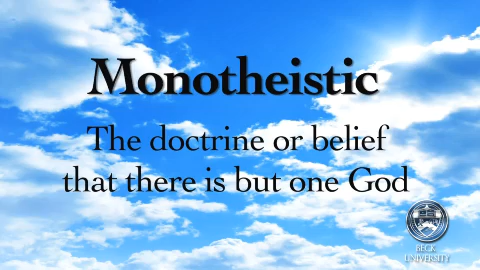 Monotheistic
The doctrine or belief
that there is but one God
BECK
UNIVERSITY